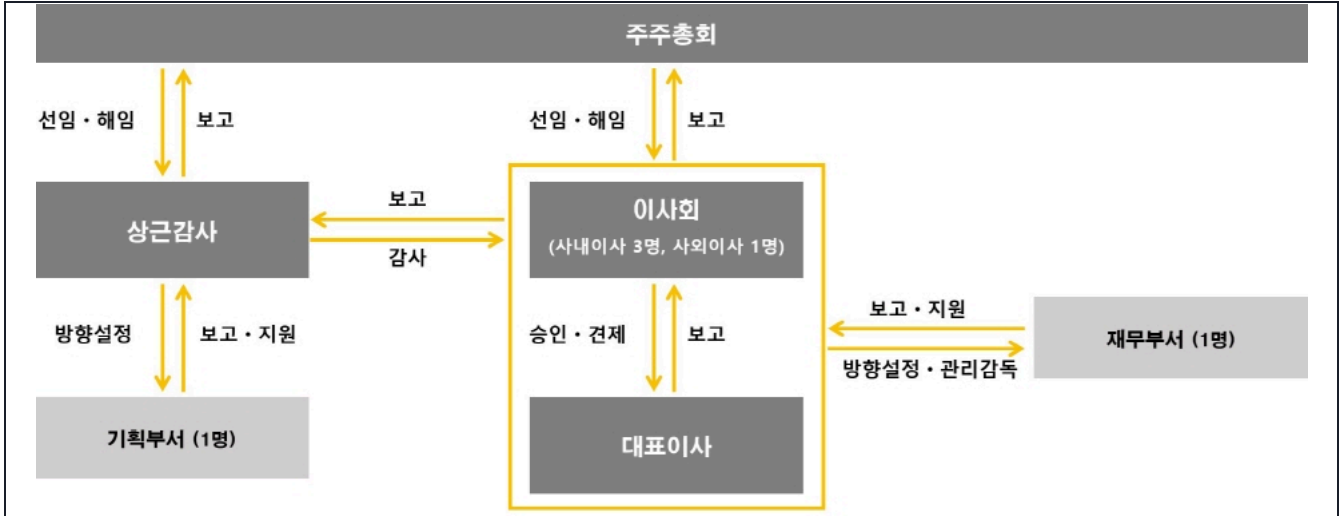 주주총회
선임・해임
보고
선임・해임
보고
상근감사
보고
감사
이사회
(사내이사 3명, 사외이사 1명)
방향설정
보고・지원
승인・견제
보고
보고・지원
방향설정・관리감독
재무부서 (1명)
기획부서 (1명)
대표이사